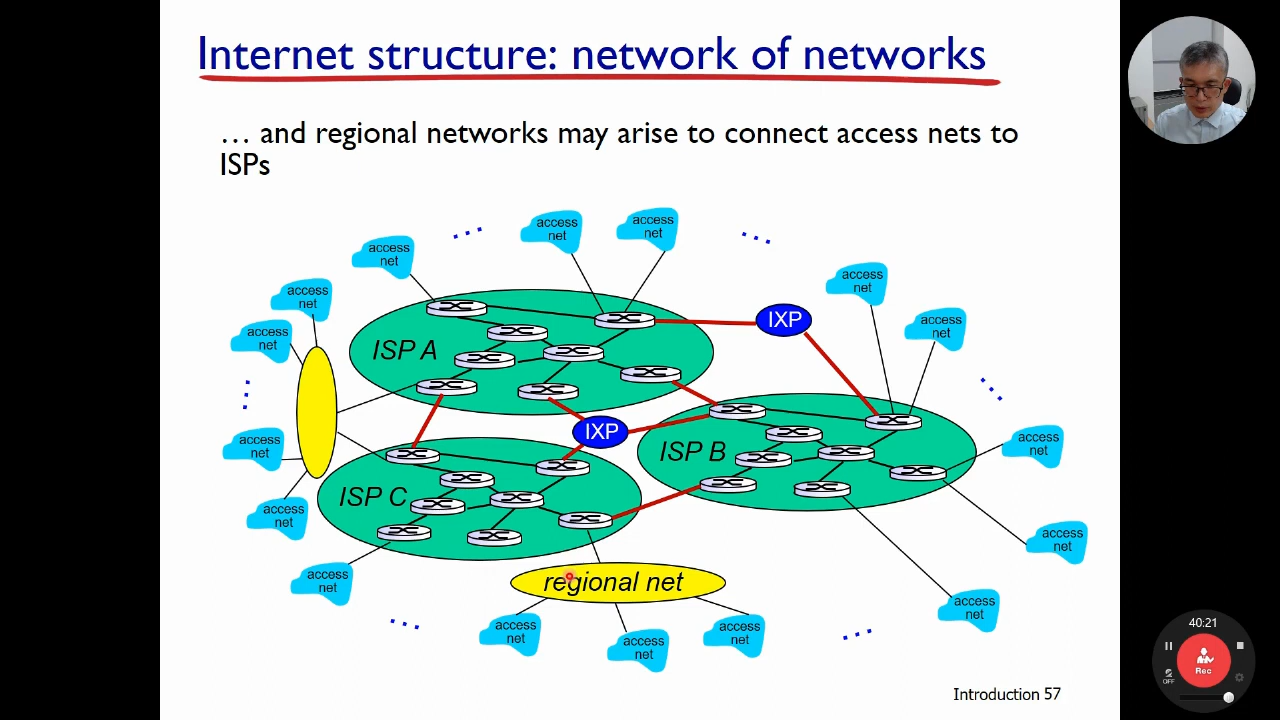 Internet structure: network of networks
… and regional networks may arise to connect access nets to
ISPs
access
net
access
net
access
net
access
net
access
net
access
net
access
net
IXP
ISP A
IXP
access
net
ISP B
access
net
access
net
ISP C
access
net
access
net
regional net
access
net
access
net
access
net
access
net
access
net
40:21
Rec
OFF
Introduction 57